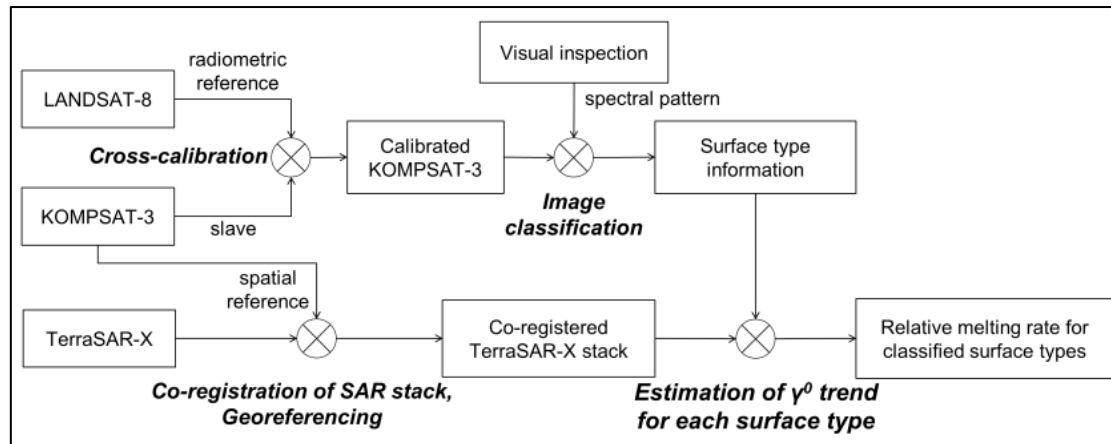 Visual inspection
radiometric
reference
LANDSAT-8
spectral pattern
Cross-calibration
Calibrated
KOMPSAT-3
Surface type
information
Image
classification
KOMPSAT-3
slave
spatial
reference
TerraSAR-X
Co-registered
TerraSAR-X stack
Relative melting rate for
classified surface types
Co-registration of SAR stack,
Georeferencing
Estimation of γ⁰ trend
for each surface type